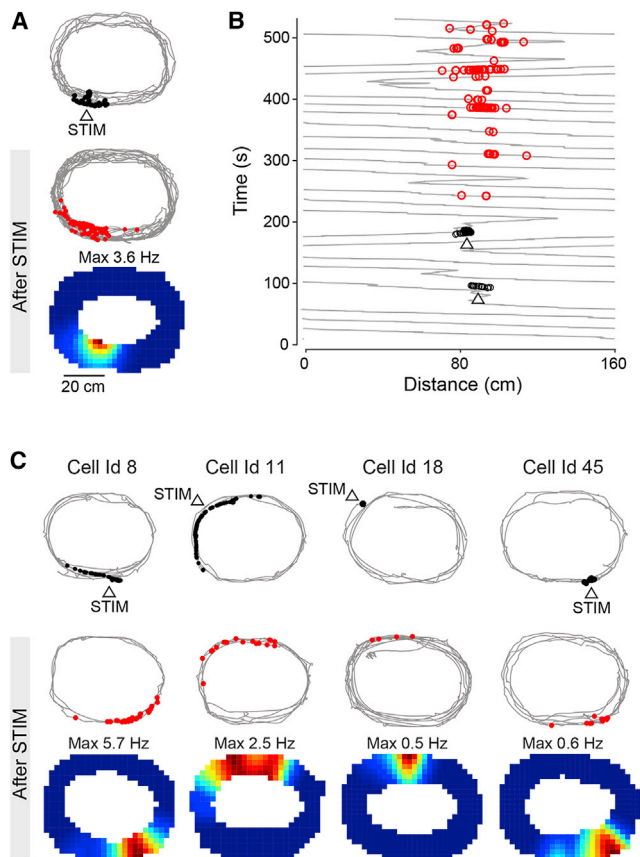 A
STIM
After STIM
Max 3.6 Hz
20 cm
B
Time (s)
500
400
300
200
100
0
0
80
160
Distance (cm)
C
Cell Id 8
Cell Id 11
Cell Id 18
Cell Id 45
STIM
STIM
STIM
STIM
After STIM
Max 5.7 Hz
Max 2.5 Hz
Max 0.5 Hz
Max 0.6 Hz